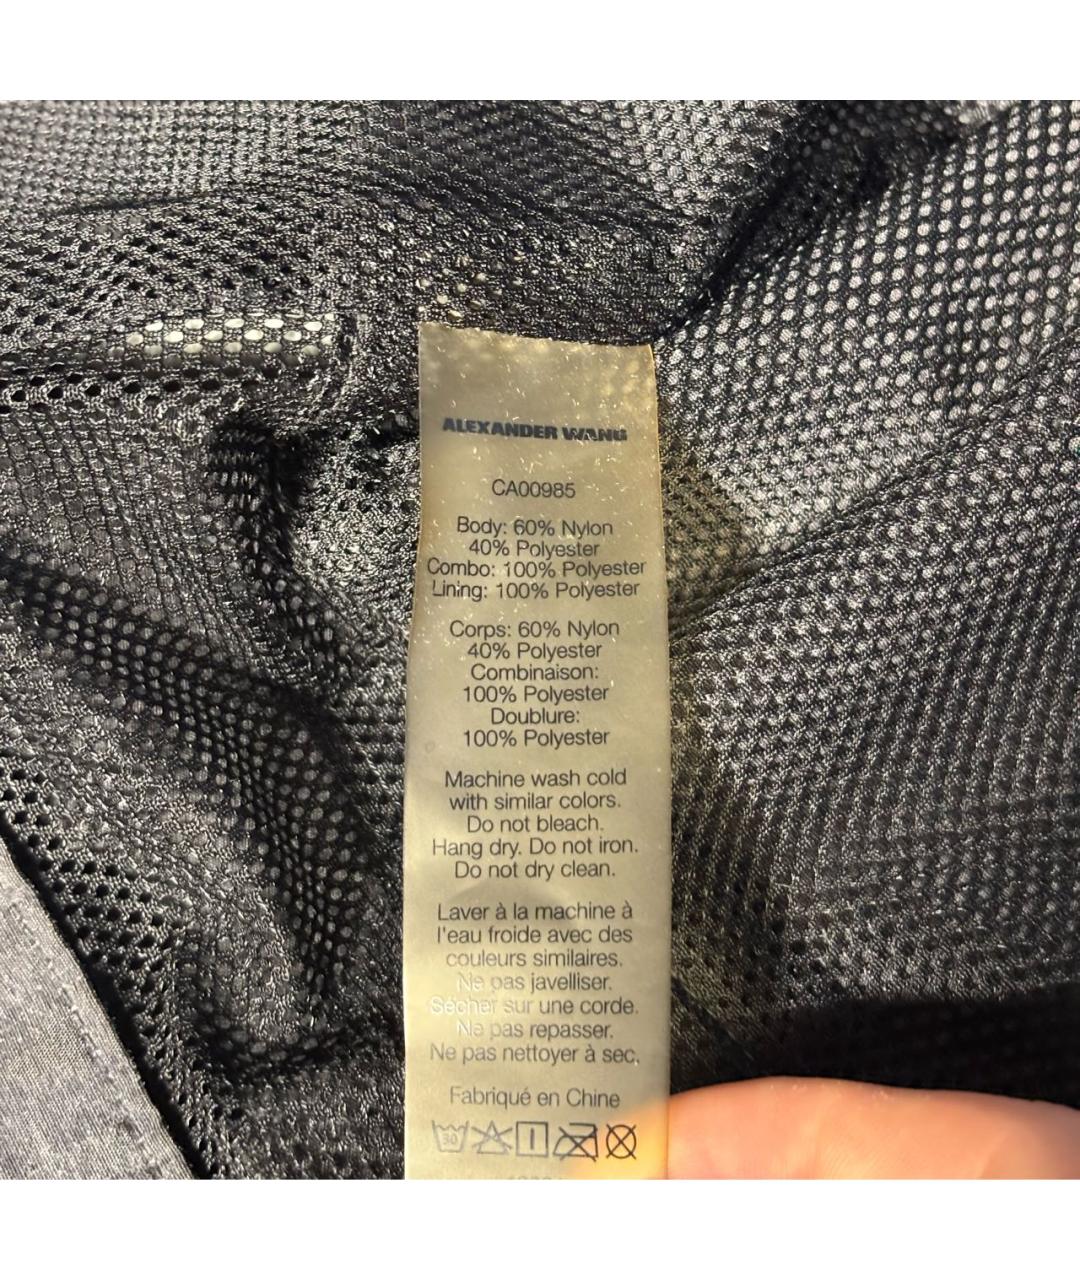 ALEXANDER WANG
CA00985
Body: 60% Nylon
40% Polyester
Combo: 100% Polyester
Lining: 100% Polyester
Corps: 60% Nylon
40% Polyester
Combinaison:
100% Polyester
Doublure:
100% Polyester
Machine wash cold
with similar colors.
Do not bleach.
Hang dry. Do not iron.
Do not dry clean.
Laver à la machine à
l'eau froide avec des
couleurs similaires.
Ne pas javelliser.
Sécher sur une corde.
Ne pas repasser.
Ne pas nettoyer à sec.
Fabriqué en Chine
30